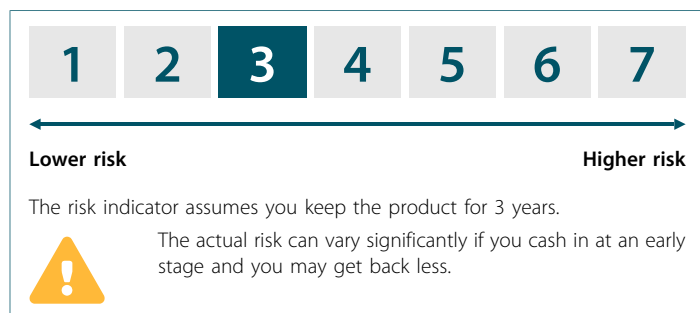 1 2 3 4 5 6 7
Lower risk Higher risk
The risk indicator assumes you keep the product for 3 years.
The actual risk can vary significantly if you cash in at an early
stage and you may get back less.